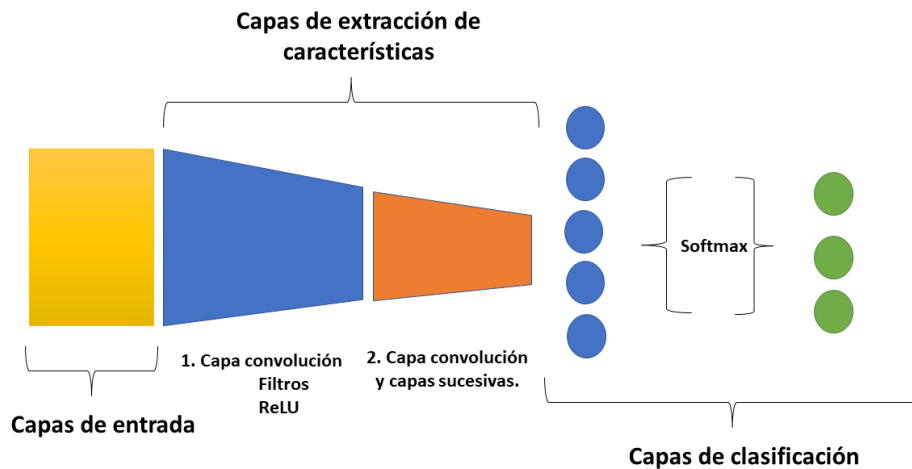 Capas de extracción de
características
Softmax
1. Capa convolución
Filtros
ReLU
2. Capa convolución
y capas sucesivas.
Capas de entrada
Capas de clasificación